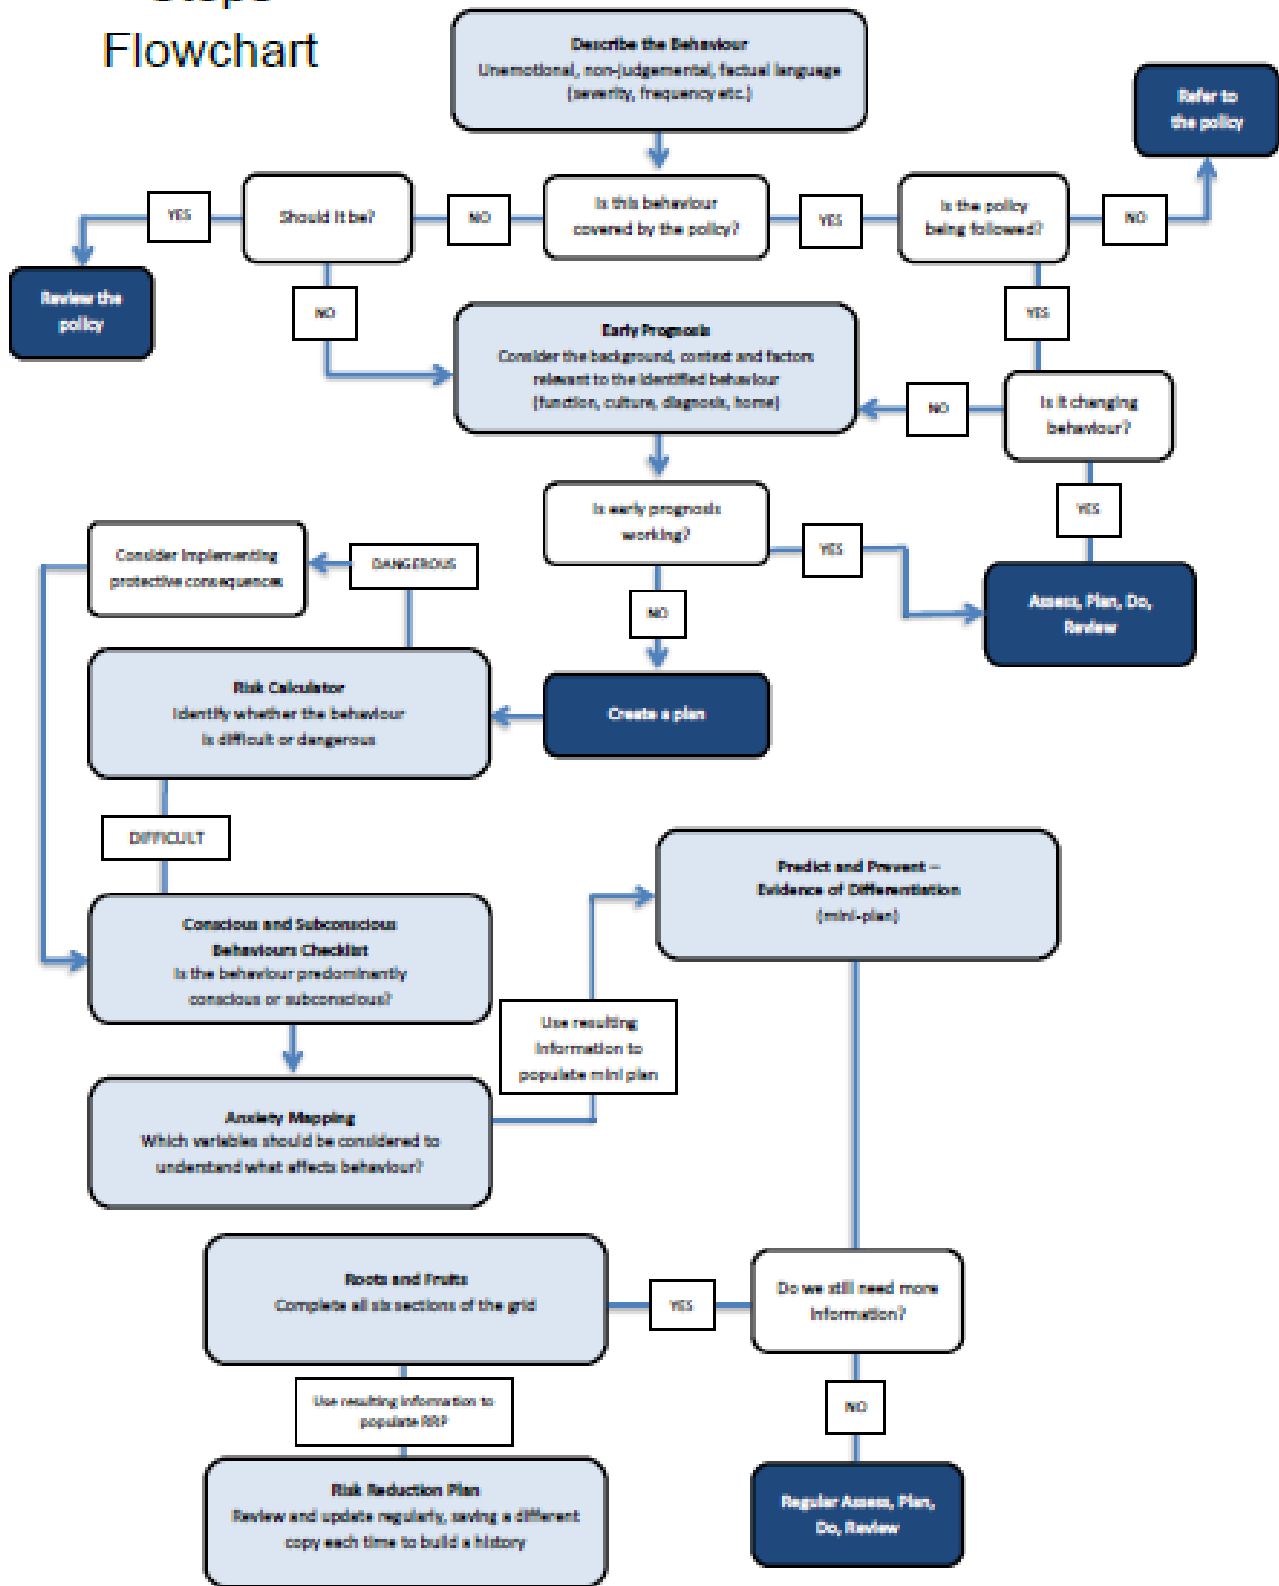 Flowchart
Describe the Behaviour
Unemotional, non-judgemental, factual language
(severity, frequency etc.)
Refer to
the policy
YES
Should it be?
NO
Is this behaviour
covered by the policy?
YES
Is the policy
being followed?
NO
Review the
policy
NO
Early Prognosis
Consider the background, context and factors
relevant to the identified behaviour
(function, culture, diagnosis, home)
YES
NO
Is it changing
behaviour?
Is early prognosis
working?
YES
YES
Consider implementing
protective consequences
DANGEROUS
NO
Assess, Plan, Do,
Review
Risk Calculator
Identify whether the behaviour
is difficult or dangerous
Create a plan
DIFFICULT
Predict and Prevent –
Evidence of Differentiation
(mini-plan)
Conscious and Subconscious
Behaviours Checklist
Is the behaviour predominantly
conscious or subconscious?
Use resulting
information to
populate mini plan
Anxiety Mapping
Which variables should be considered to
understand what affects behaviour?
Roots and Fruits
Complete all six sections of the grid
YES
Do we still need more
information?
Use resulting information to
populate RRP
NO
Risk Reduction Plan
Review and update regularly, saving a different
copy each time to build a history
Regular Assess, Plan,
Do, Review